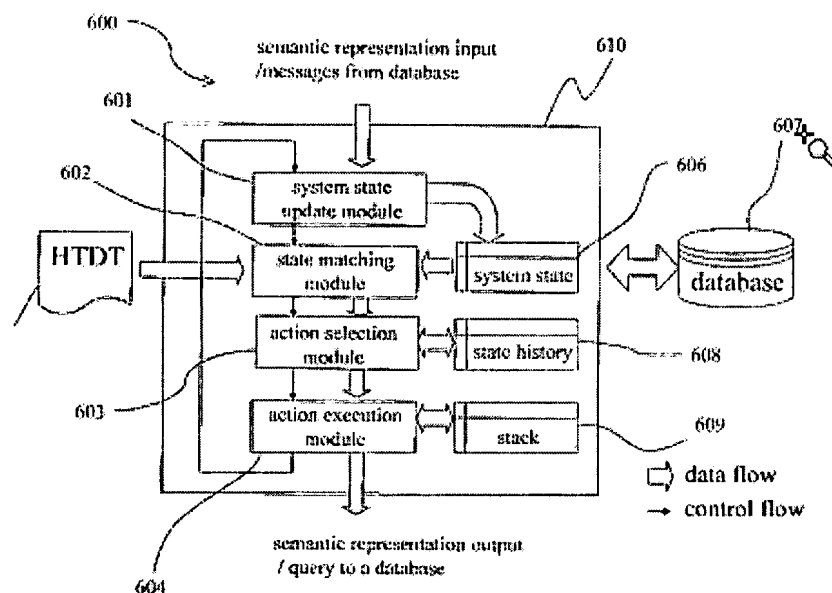 600
semantic representation input
/messages from database
610
601
607
602
606
system state
update module
HTDT
state matching
module
system state
database
action selection
module
state history
603
608
action execution
module
stack
609
data flow
control flow
semantic representation output
/ query to a database
604